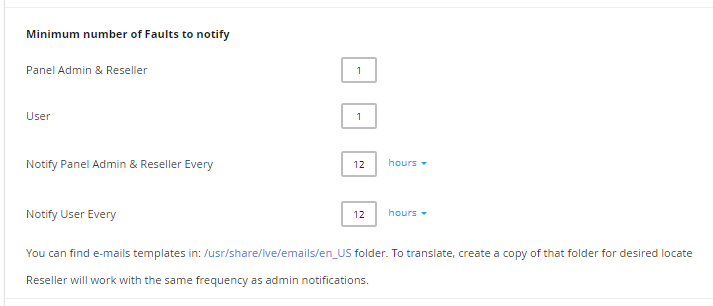 Minimum number of Faults to notify
Panel Admin & Reseller 1
User 1
Notify Panel Admin & Reseller Every 12 hours
Notify User Every 12 hours
You can find e-mails templates in: /usr/share/lve/emails/en_US folder. To translate, create a copy of that folder for desired locate
Reseller will work with the same frequency as admin notifications.